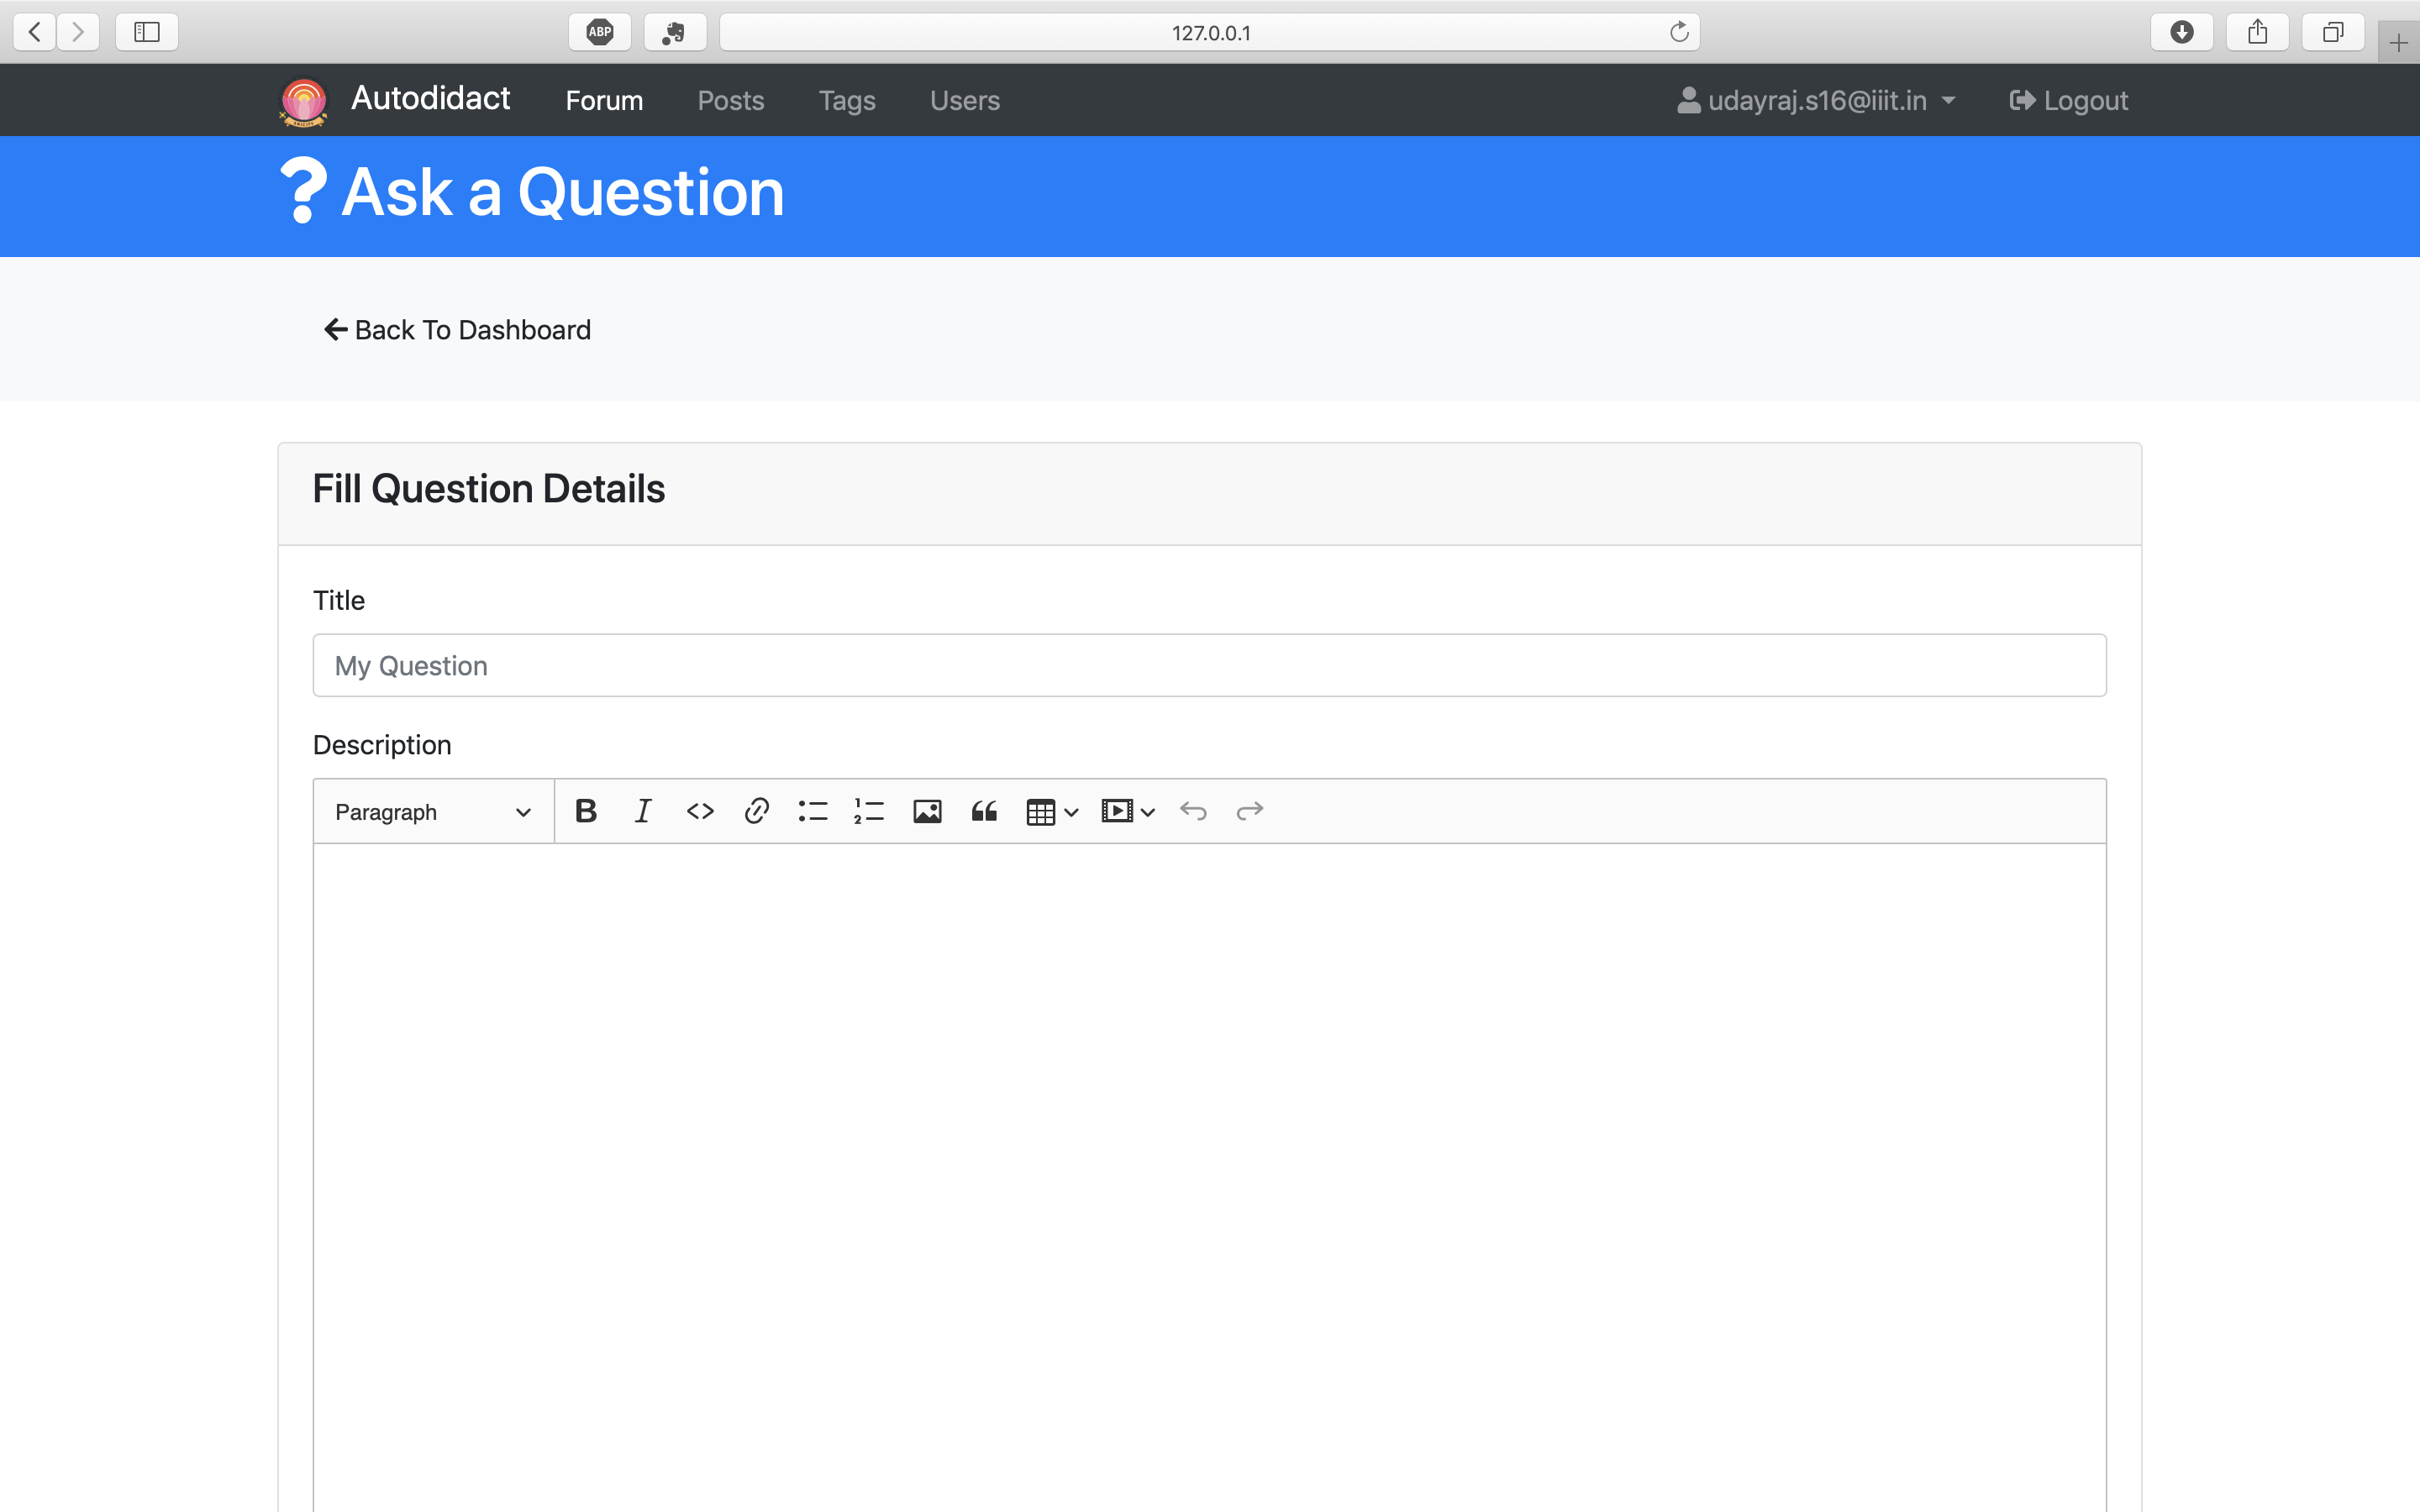 ABP
127.0.0.1
Autodidact Forum Posts Tags Users udayraj.s16@iiit.in Logout
? Ask a Question
Back To Dashboard
Fill Question Details
Title
My Question
Description
Paragraph B I